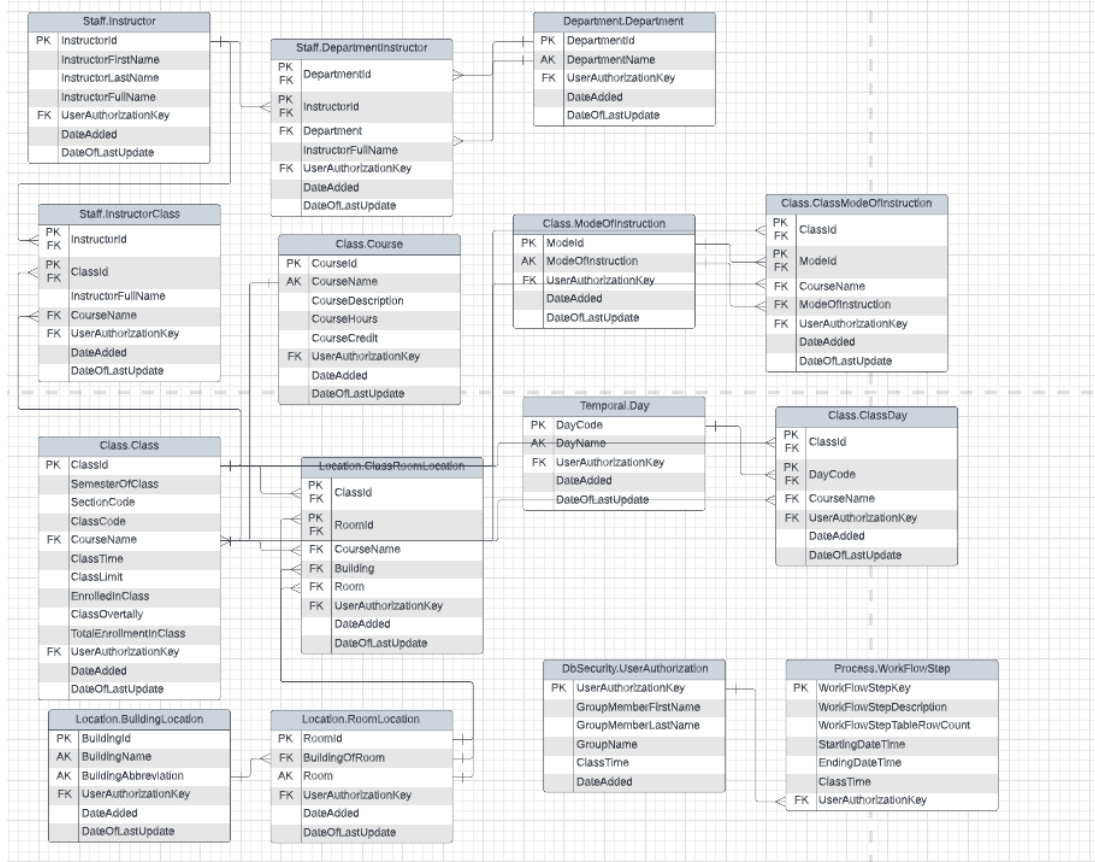 Staff.Instructor
PK InstructorId
InstructorFirstName
InstructorLastName
InstructorFullName
FK UserAuthorizationKey
DateAdded
DateOfLastUpdate
Staff.DepartmentInstructor
PK
FK DepartmentId
PK
FK InstructorId
FK Department
InstructorFullName
FK UserAuthorizationKey
DateAdded
DateOfLastUpdate
Department.Department
PK DepartmentId
AK DepartmentName
FK UserAuthorizationKey
DateAdded
DateOfLastUpdate
Staff.InstructorClass
PK
FK InstructorId
PK
FK ClassId
InstructorFullName
FK CourseName
FK UserAuthorizationKey
DateAdded
DateOfLastUpdate
Class.Course
PK CourseId
AK CourseName
CourseDescription
CourseHours
CourseCredit
FK UserAuthorizationKey
DateAdded
DateOfLastUpdate
Class.ModeOfInstruction
PK ModeId
AK ModeOfInstruction
FK UserAuthorizationKey
DateAdded
DateOfLastUpdate
Class.ClassModeOfInstruction
PK
FK ClassId
PK
FK ModeId
FK CourseName
FK ModeOfInstruction
FK UserAuthorizationKey
DateAdded
DateOfLastUpdate
Class.Class
PK ClassId
SemesterOfClass
SectionCode
ClassCode
FK CourseName
ClassTime
ClassLimit
EnrolledInClass
ClassOvertally
TotalEnrollmentInClass
FK UserAuthorizationKey
DateAdded
DateOfLastUpdate
Location.ClassRoomLocation
PK
FK ClassId
PK
FK RoomId
FK CourseName
FK Building
FK Room
FK UserAuthorizationKey
DateAdded
DateOfLastUpdate
Temporal.Day
PK DayCode
AK DayName
FK UserAuthorizationKey
DateAdded
DateOfLastUpdate
Class.ClassDay
PK
FK ClassId
PK
FK DayCode
FK CourseName
FK UserAuthorizationKey
DateAdded
DateOfLastUpdate
Location.BuildingLocation
PK BuildingId
AK BuildingName
AK BuildingAbbreviation
FK UserAuthorizationKey
DateAdded
DateOfLastUpdate
Location.RoomLocation
PK RoomId
FK BuildingOfRoom
AK Room
FK UserAuthorizationKey
DateAdded
DateOfLastUpdate
DbSecurity.UserAuthorization
PK UserAuthorizationKey
GroupMemberFirstName
GroupMemberLastName
GroupName
ClassTime
DateAdded
Process.WorkFlowStep
PK WorkFlowStepKey
WorkFlowStepDescription
WorkFlowStepTableRowCount
StartingDateTime
EndingDateTime
ClassTime
FK UserAuthorizationKey